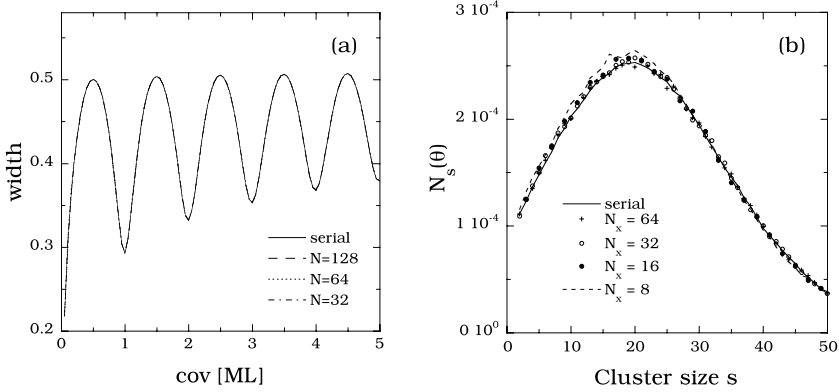 (a)
width
0.5
0.4
0.3
0.2
serial
N=128
N=64
N=32
0 1 2 3 4 5
cov [ML]
(b)
N_s(θ)
3 10^-4
2 10^-4
1 10^-4
0 10^0
serial
N_x = 64
N_x = 32
N_x = 16
N_x = 8
0 10 20 30 40 50
Cluster size s